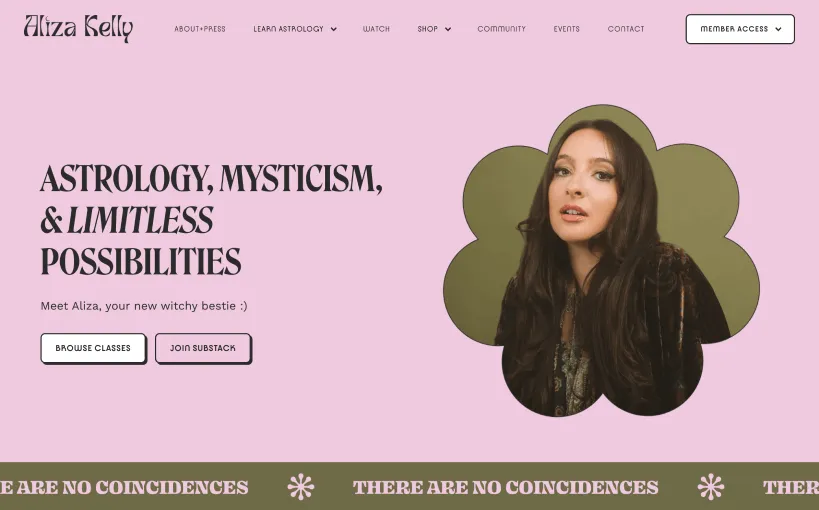 Aliza Kelly
ABOUT+PRESS
LEARN ASTROLOGY
WATCH
SHOP
COMMUNITY
EVENTS
CONTACT
MEMBER ACCESS
ASTROLOGY, MYSTICISM,
& LIMITLESS
POSSIBILITIES
Meet Aliza, your new witchy bestie :)
BROWSE CLASSES
JOIN SUBSTACK
E ARE NO COINCIDENCES THERE ARE NO COINCIDENCES THER